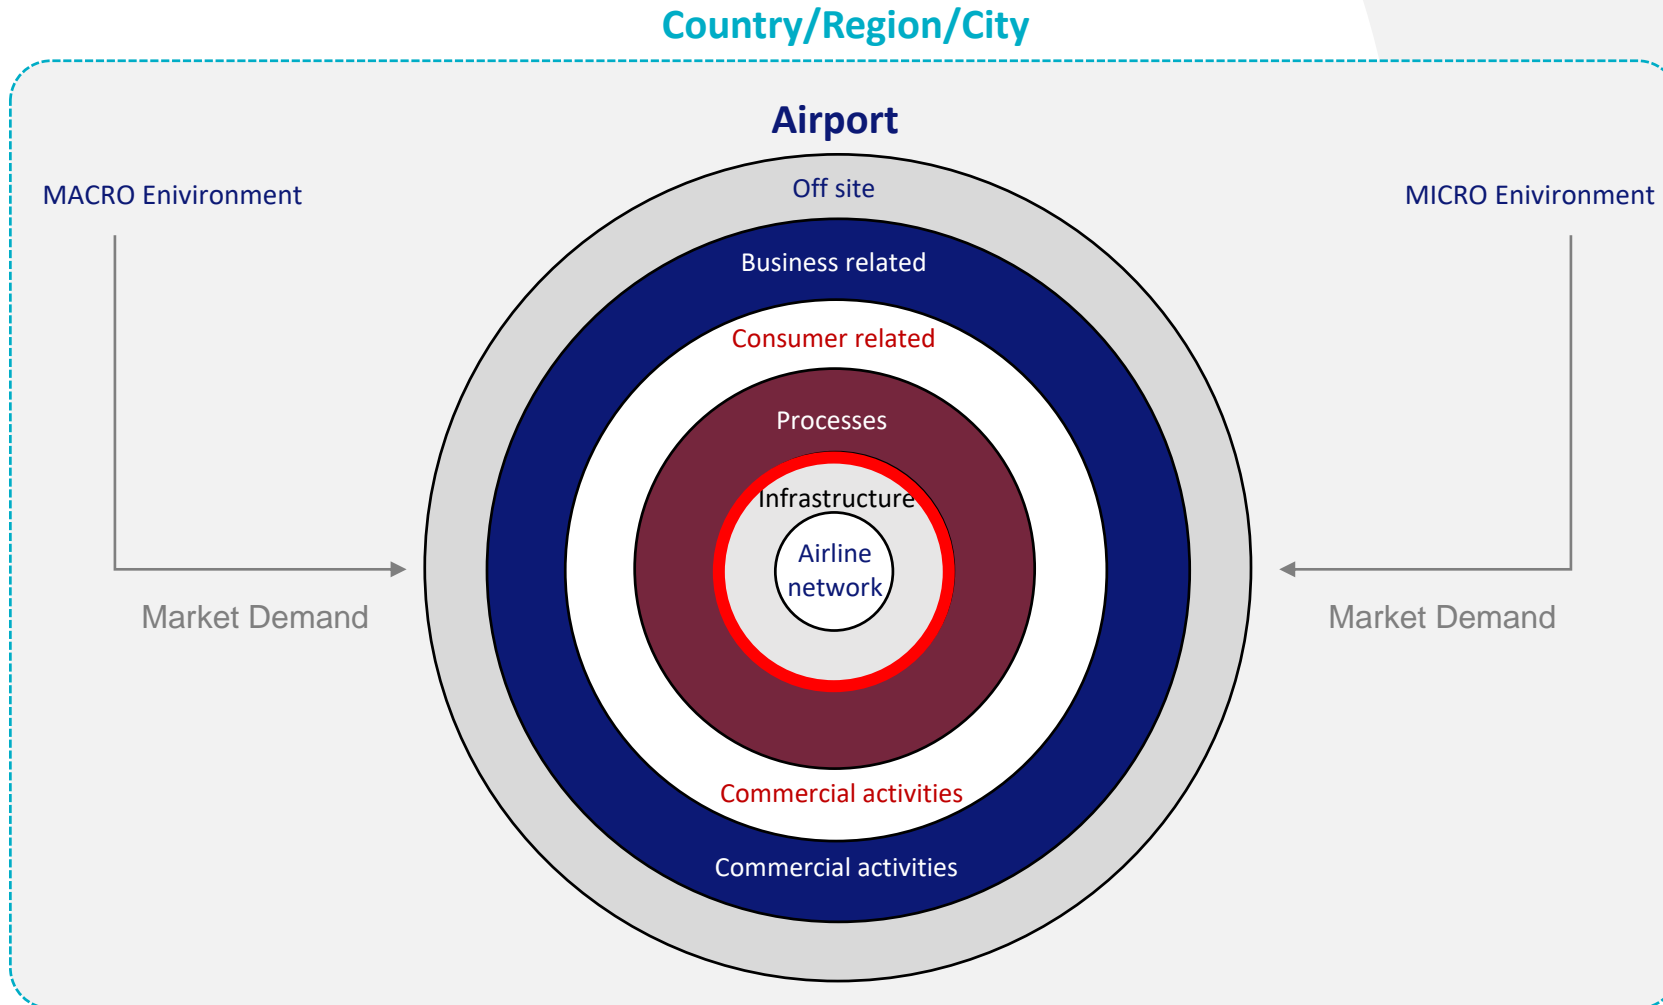 Country/Region/City
Airport
MACRO Enivironment
Off site
MICRO Enivironment
Business related
Consumer related
Processes
Infrastructure
Airline
network
Market Demand
Market Demand
Commercial activities
Commercial activities